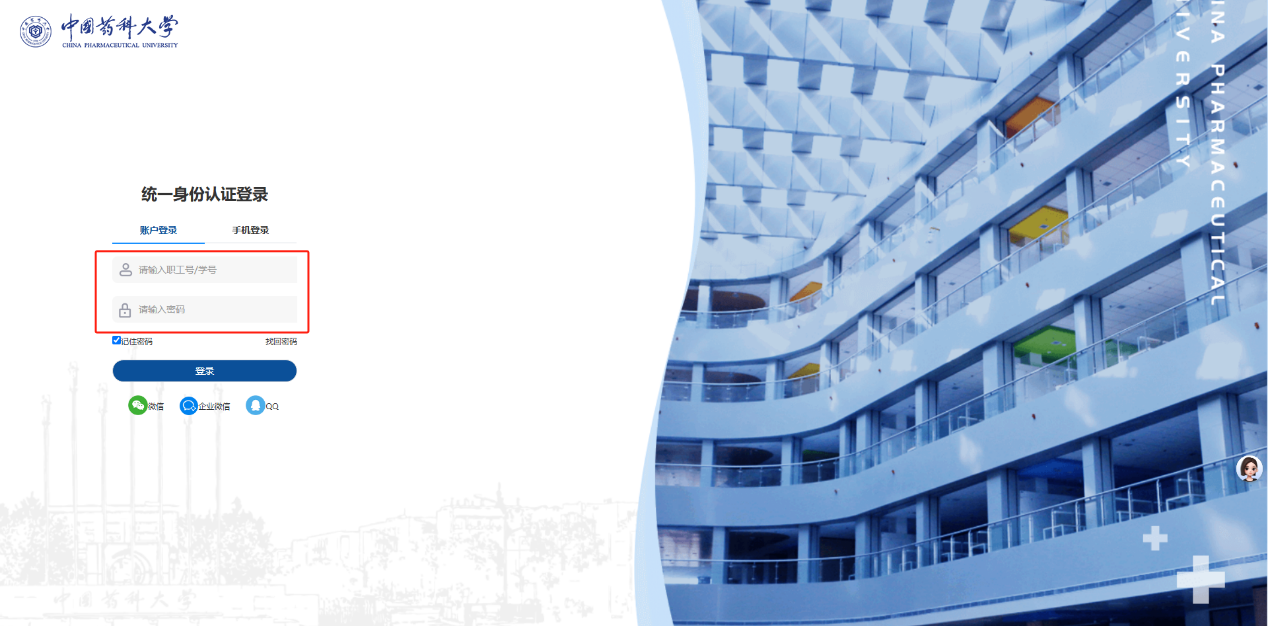 中国药科大学
CHINA PHARMACEUTICAL UNIVERSITY
统一身份认证登录
账户登录
手机登录
请输入职工号/学号
请输入密码
记住密码
找回密码
登录
微信
企业微信
QQ
中国药科大学
INA PHARMACEUTICAL
IVERSITY